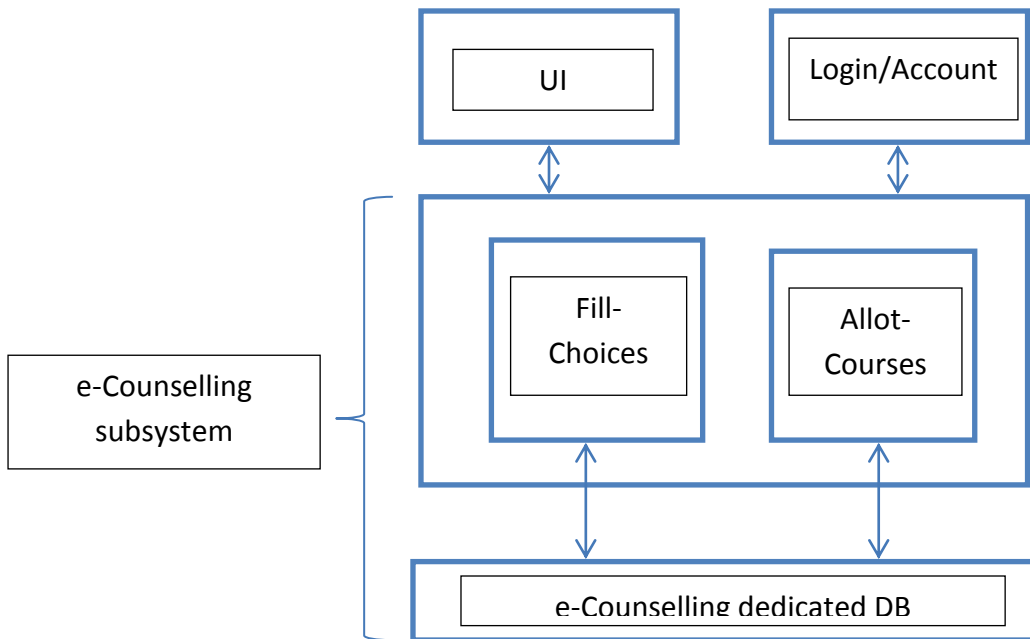 UI
Login/Account
Fill-
Choices
Allot-
Courses
e-Counselling
subsystem
e-Counselling dedicated DB